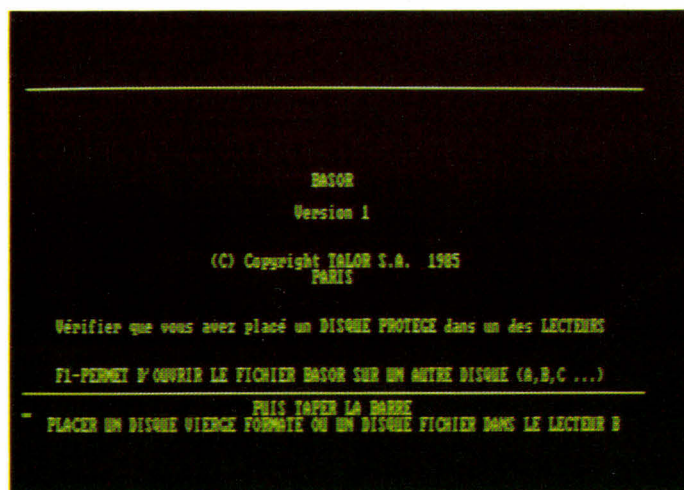 BASOR
Version 1
(C) Copyright TALOR S.A. 1985
PARIS
Vérifier que vous avez placé un DISQUE PROTEGE dans un des LECTEURS
F1-PERMET D'OUVRIR LE FICHIER BASOR SUR UN AUTRE DISQUE (A,B,C ...)
PUIS TAPER LA BARRE
PLACER UN DISQUE VIERGE FORMATE OU UN DISQUE FICHIER DANS LE LECTEUR B